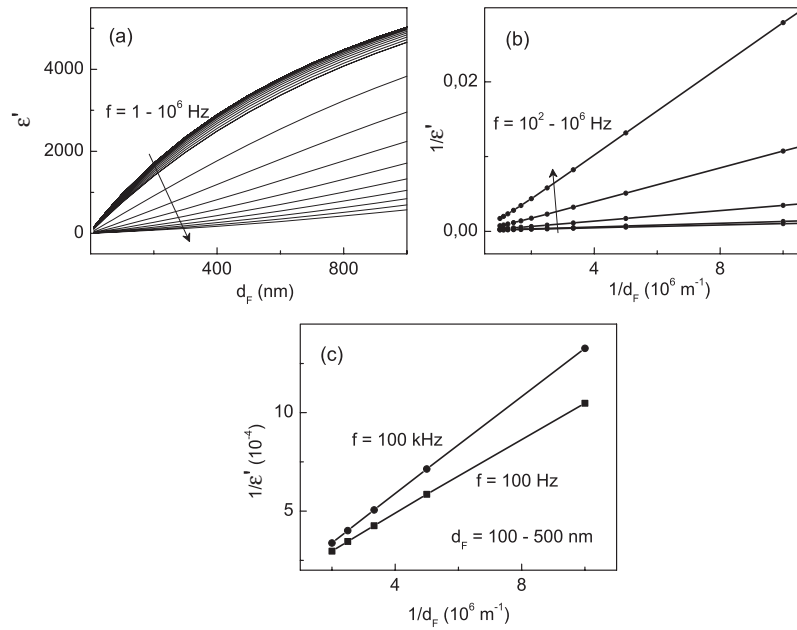 (a)
4000
2000
0
ε'
f = 1 - 10⁶ Hz
400
800
d_F (nm)
(b)
0,02
0,00
1/ε'
f = 10² - 10⁶ Hz
4
8
1/d_F (10⁶ m⁻¹)
(c)
10
5
1/ε' (10⁻⁴)
f = 100 kHz
f = 100 Hz
d_F = 100 - 500 nm
4
8
1/d_F (10⁶ m⁻¹)